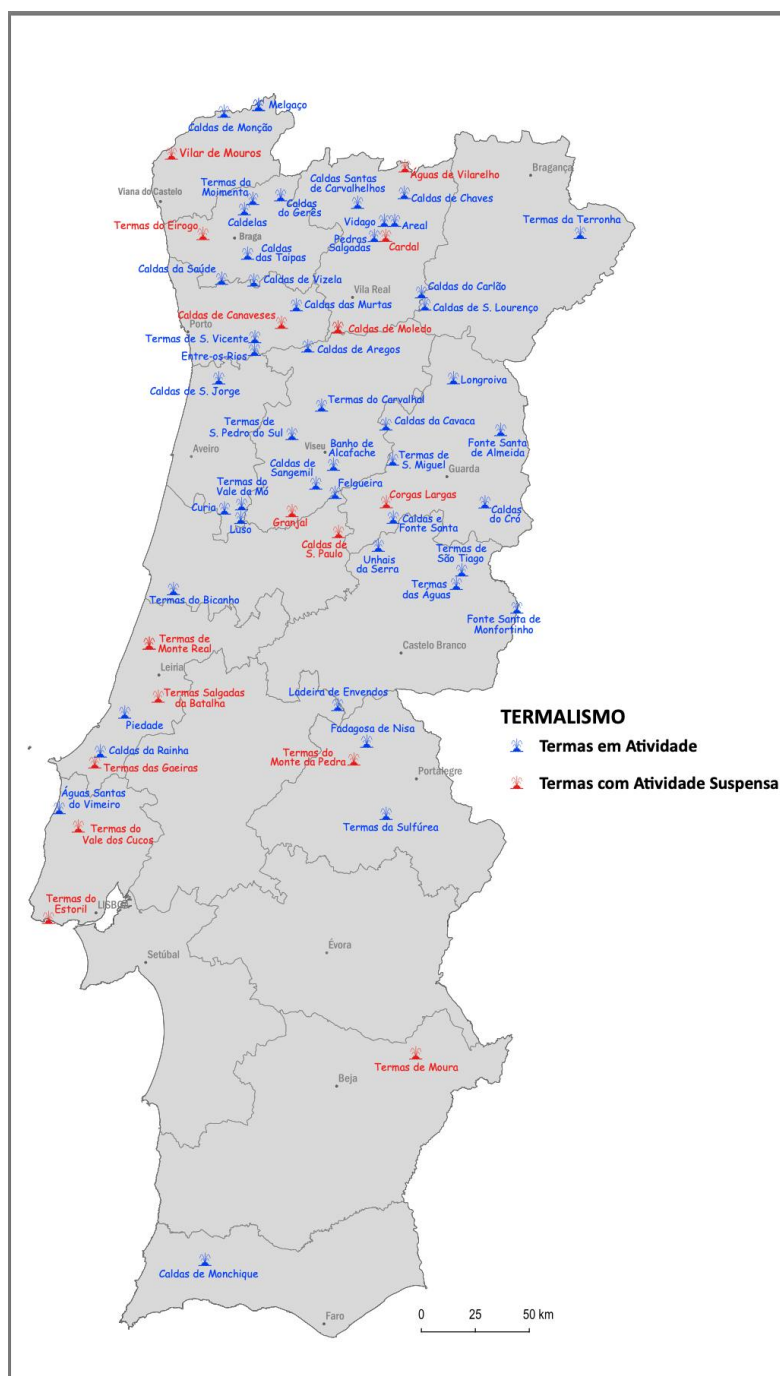 Melgaço
Caldas de Monção
Vilar de Mouros
Águas de Vilarelho
Bragança
Viana do Castelo
Termas da
Moimenta
Caldas Santas
de Carvalhelhos
Caldas de Chaves
Caldas
do Gerês
Caldelas
Vidago
Areal
Termas da Terronha
Termas do Eirogo
Braga
Pedras
Salgadas
Cardal
Caldas
das Taipas
Caldas da Saúde
Caldas de Vizela
Vila Real
Caldas do Carlão
Caldas das Murtas
Caldas de S. Lourenço
Caldas de Canaveses
Porto
Caldas de Moledo
Termas de S. Vicente
Entre-os-Rios
Caldas de Aregos
Caldas de S. Jorge
Longroiva
Termas do Carvalhal
Termas de
S. Pedro do Sul
Caldas da Cavaca
Fonte Santa
de Almeida
Aveiro
Viseu
Banho de
Alcafache
Termas de
S. Miguel
Caldas de
Sangemil
Guarda
Termas do
Vale da Mó
Felgueira
Corgas Largas
Caldas
do Cró
Curia
Luso
Granjal
Caldas e
Fonte Santa
Caldas de
S. Paulo
Unhais
da Serra
Termas de
São Tiago
Termas
das Águas
Termas do Bicanho
Fonte Santa de
Monfortinho
Termas de
Monte Real
Castelo Branco
Leiria
Termas Salgadas
da Batalha
Ladeira de Envendos
Piedade
TERMALISMO
Fadagosa de Nisa
Termas em Atividade
Caldas da Rainha
Termas das Gaeiras
Termas do
Monte da Pedra
Portalegre
Termas com Atividade Suspensa
Águas Santas
do Vimeiro
Termas do
Vale dos Cucos
Termas da Sulfúrea
Termas do
Estoril
LISBOA
Setúbal
Évora
Termas de Moura
Beja
Caldas de Monchique
Faro
0 25 50 km